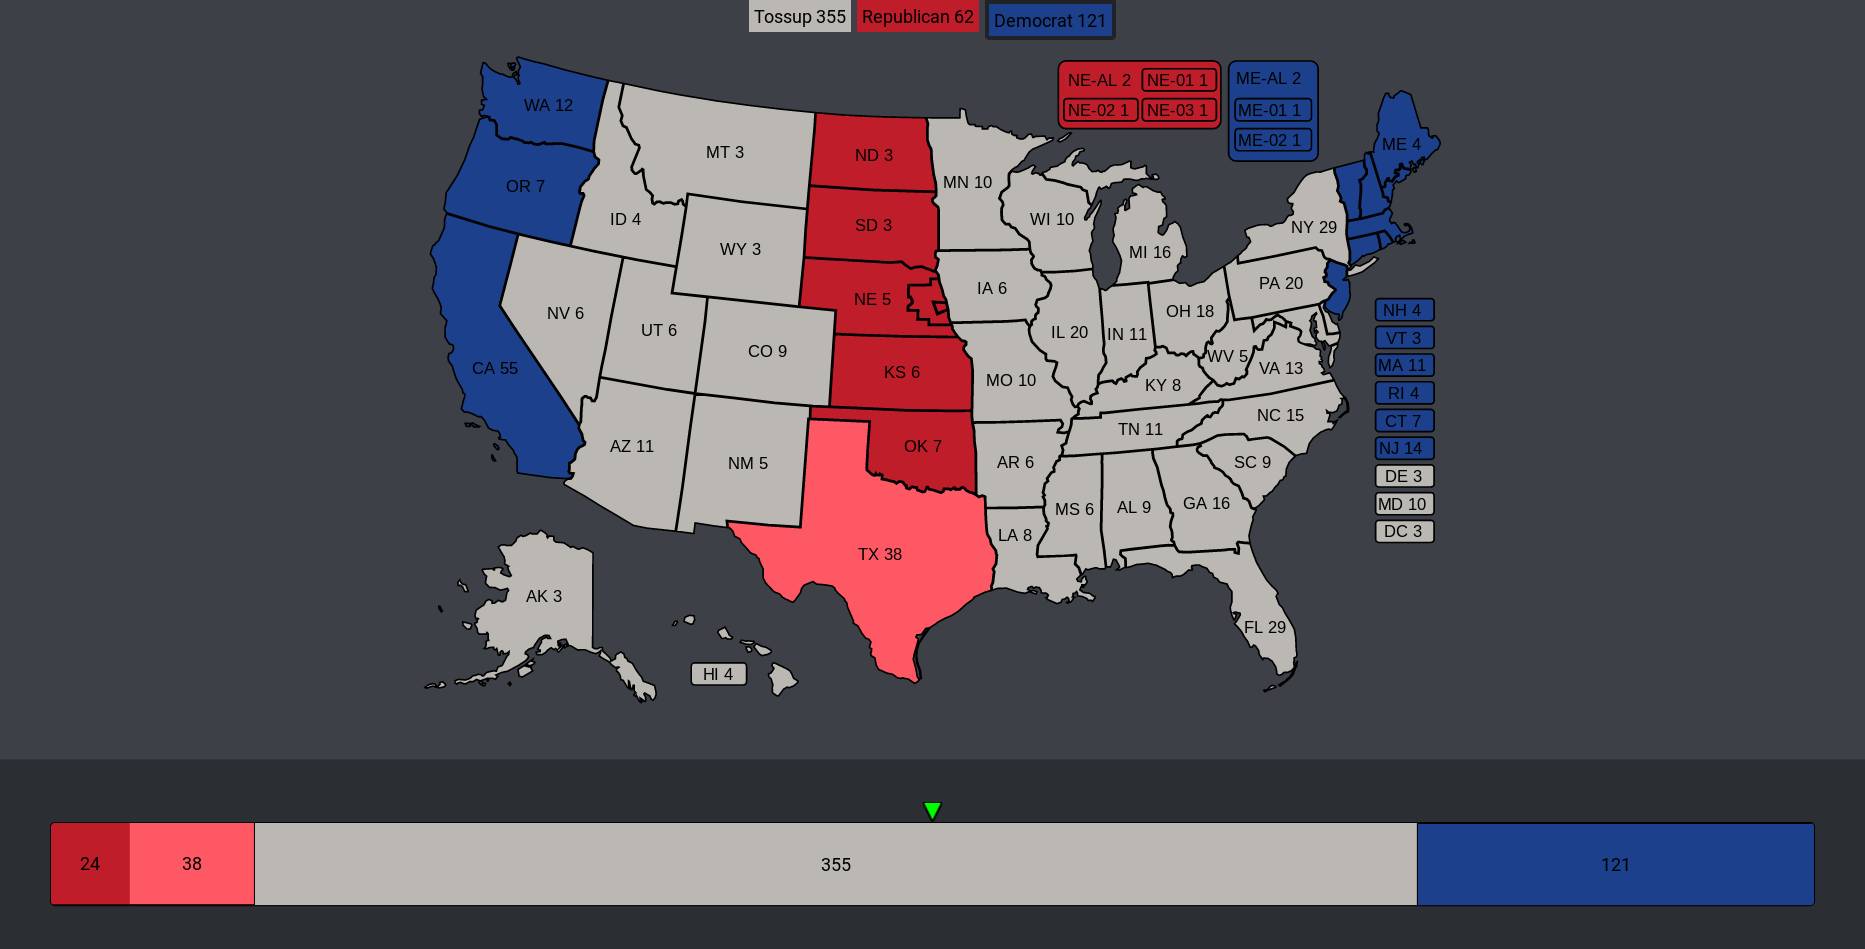 Tossup 355
Republican 62
Democrat 121
NE-AL 2
NE-01 1
NE-02 1
NE-03 1
ME-AL 2
ME-01 1
ME-02 1
WA 12
OR 7
CA 55
ID 4
NV 6
MT 3
WY 3
UT 6
CO 9
AZ 11
NM 5
ND 3
SD 3
NE 5
KS 6
OK 7
TX 38
MN 10
IA 6
MO 10
AR 6
LA 8
WI 10
IL 20
MI 16
IN 11
OH 18
KY 8
TN 11
MS 6
AL 9
GA 16
FL 29
SC 9
NC 15
VA 13
WV 5
PA 20
NY 29
ME 4
NH 4
VT 3
MA 11
RI 4
CT 7
NJ 14
DE 3
MD 10
DC 3
AK 3
HI 4
24
38
355
121